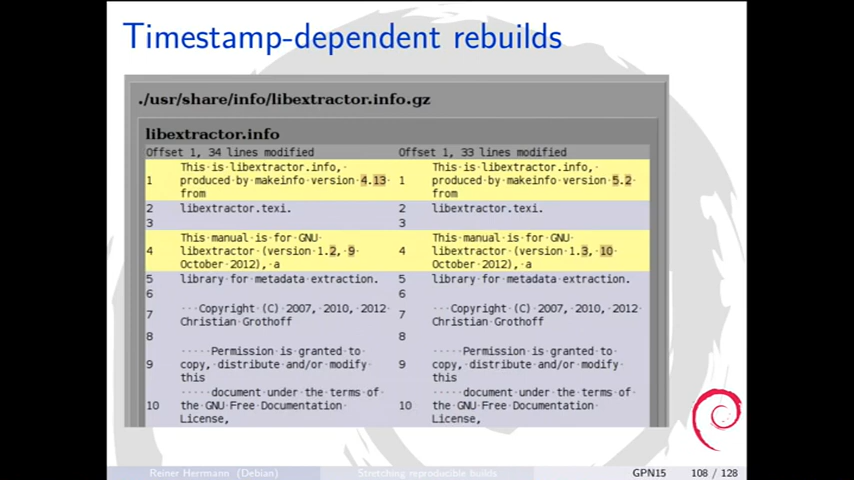 Timestamp-dependent rebuilds
./usr/share/info/libextractor.info.gz
libextractor.info
Offset 1, 34 lines modified
1 This·is·libextractor.info,·
produced·by·makeinfo·version·4.13·
from
2 libextractor.texi.
3
4 This·manual·is·for·GNU·
libextractor·(version·1.2,·9·
October·2012),·a
5 library·for·metadata·extraction.
6
7 ···Copyright·(C)·2007,·2010,·2012·
Christian·Grothoff
8
9 ·····Permission·is·granted·to·
copy,·distribute·and/or·modify·
this
10 ·····document·under·the·terms·of·
the·GNU·Free·Documentation·
License,
Offset 1, 33 lines modified
1 This·is·libextractor.info,·
produced·by·makeinfo·version·5.2·
from
2 libextractor.texi.
3
4 This·manual·is·for·GNU·
libextractor·(version·1.3,·10·
October·2012),·a
5 library·for·metadata·extraction.
6
7 ···Copyright·(C)·2007,·2010,·2012·
Christian·Grothoff
8
9 ·····Permission·is·granted·to·
copy,·distribute·and/or·modify·
this
10 ·····document·under·the·terms·of·
the·GNU·Free·Documentation·
License,
Reiner Herrmann (Debian) Stretching reproducible builds GPN15 108 / 128